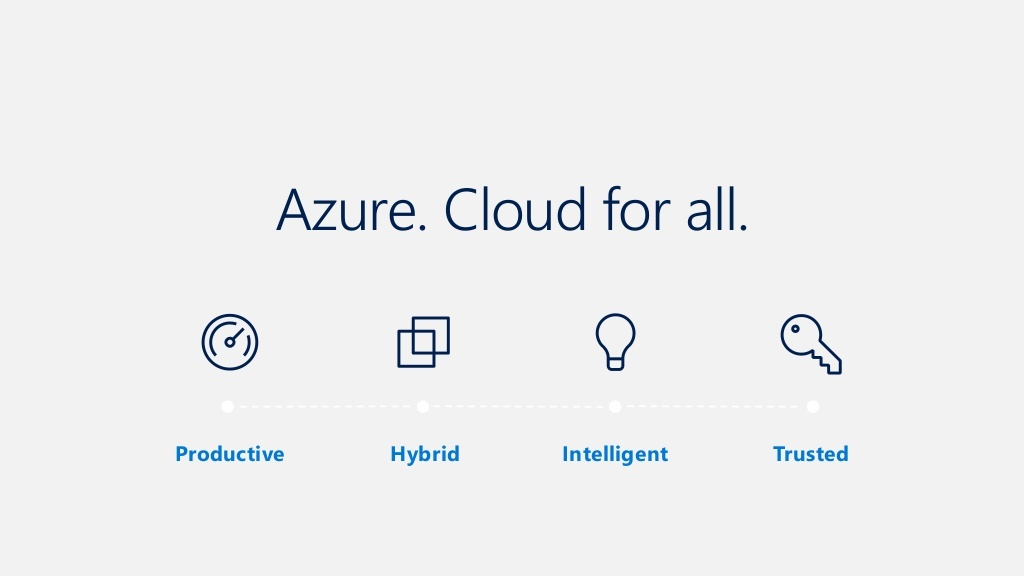 Azure. Cloud for all.
Productive
Hybrid
Intelligent
Trusted